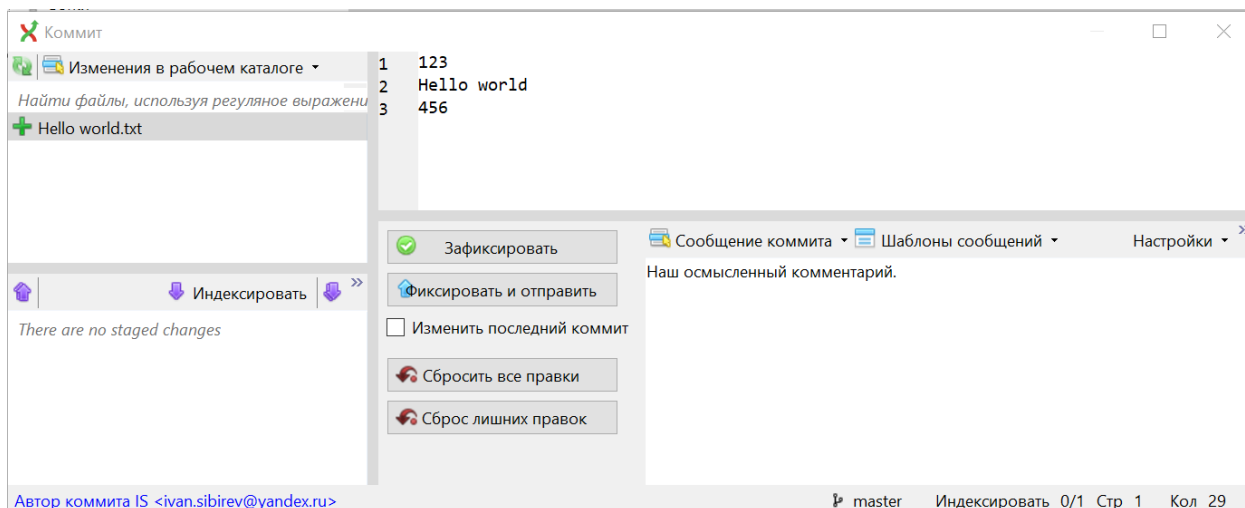 Коммит
Изменения в рабочем каталоге
Найти файлы, используя регуляное выражени
Hello world.txt
1 123
2 Hello world
3 456
Индексировать
There are no staged changes
Зафиксировать
Фиксировать и отправить
Изменить последний коммит
Сбросить все правки
Сброс лишних правок
Сообщение коммита
Шаблоны сообщений
Настройки
Наш осмысленный комментарий.
Автор коммита IS <ivan.sibirev@yandex.ru>
master Индексировать 0/1 Стр 1 Кол 29